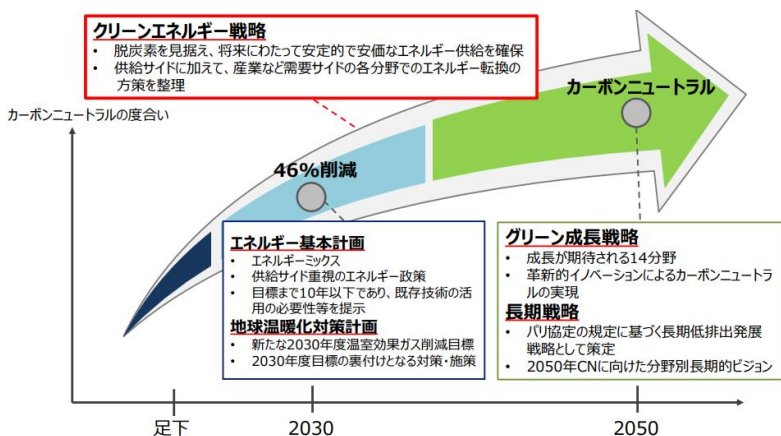 クリーンエネルギー戦略
• 脱炭素を見据え、将来にわたって安定的で安価なエネルギー供給を確保
• 供給サイドに加えて、産業など需要サイドの各分野でのエネルギー転換の
方策を整理
カーボンニュートラルの度合い
カーボンニュートラル
46%削減
エネルギー基本計画
• エネルギーミックス
• 供給サイド重視のエネルギー政策
• 目標まで10年以下であり、既存技術の活
用の必要性等を提示
地球温暖化対策計画
• 新たな2030年度温室効果ガス削減目標
• 2030年度目標の裏付けとなる対策・施策
グリーン成長戦略
• 成長が期待される14分野
• 革新的イノベーションによるカーボンニュートラ
ルの実現
長期戦略
• パリ協定の規定に基づく長期低排出発展
戦略として策定
• 2050年CNに向けた分野別長期的ビジョン
足下
2030
2050